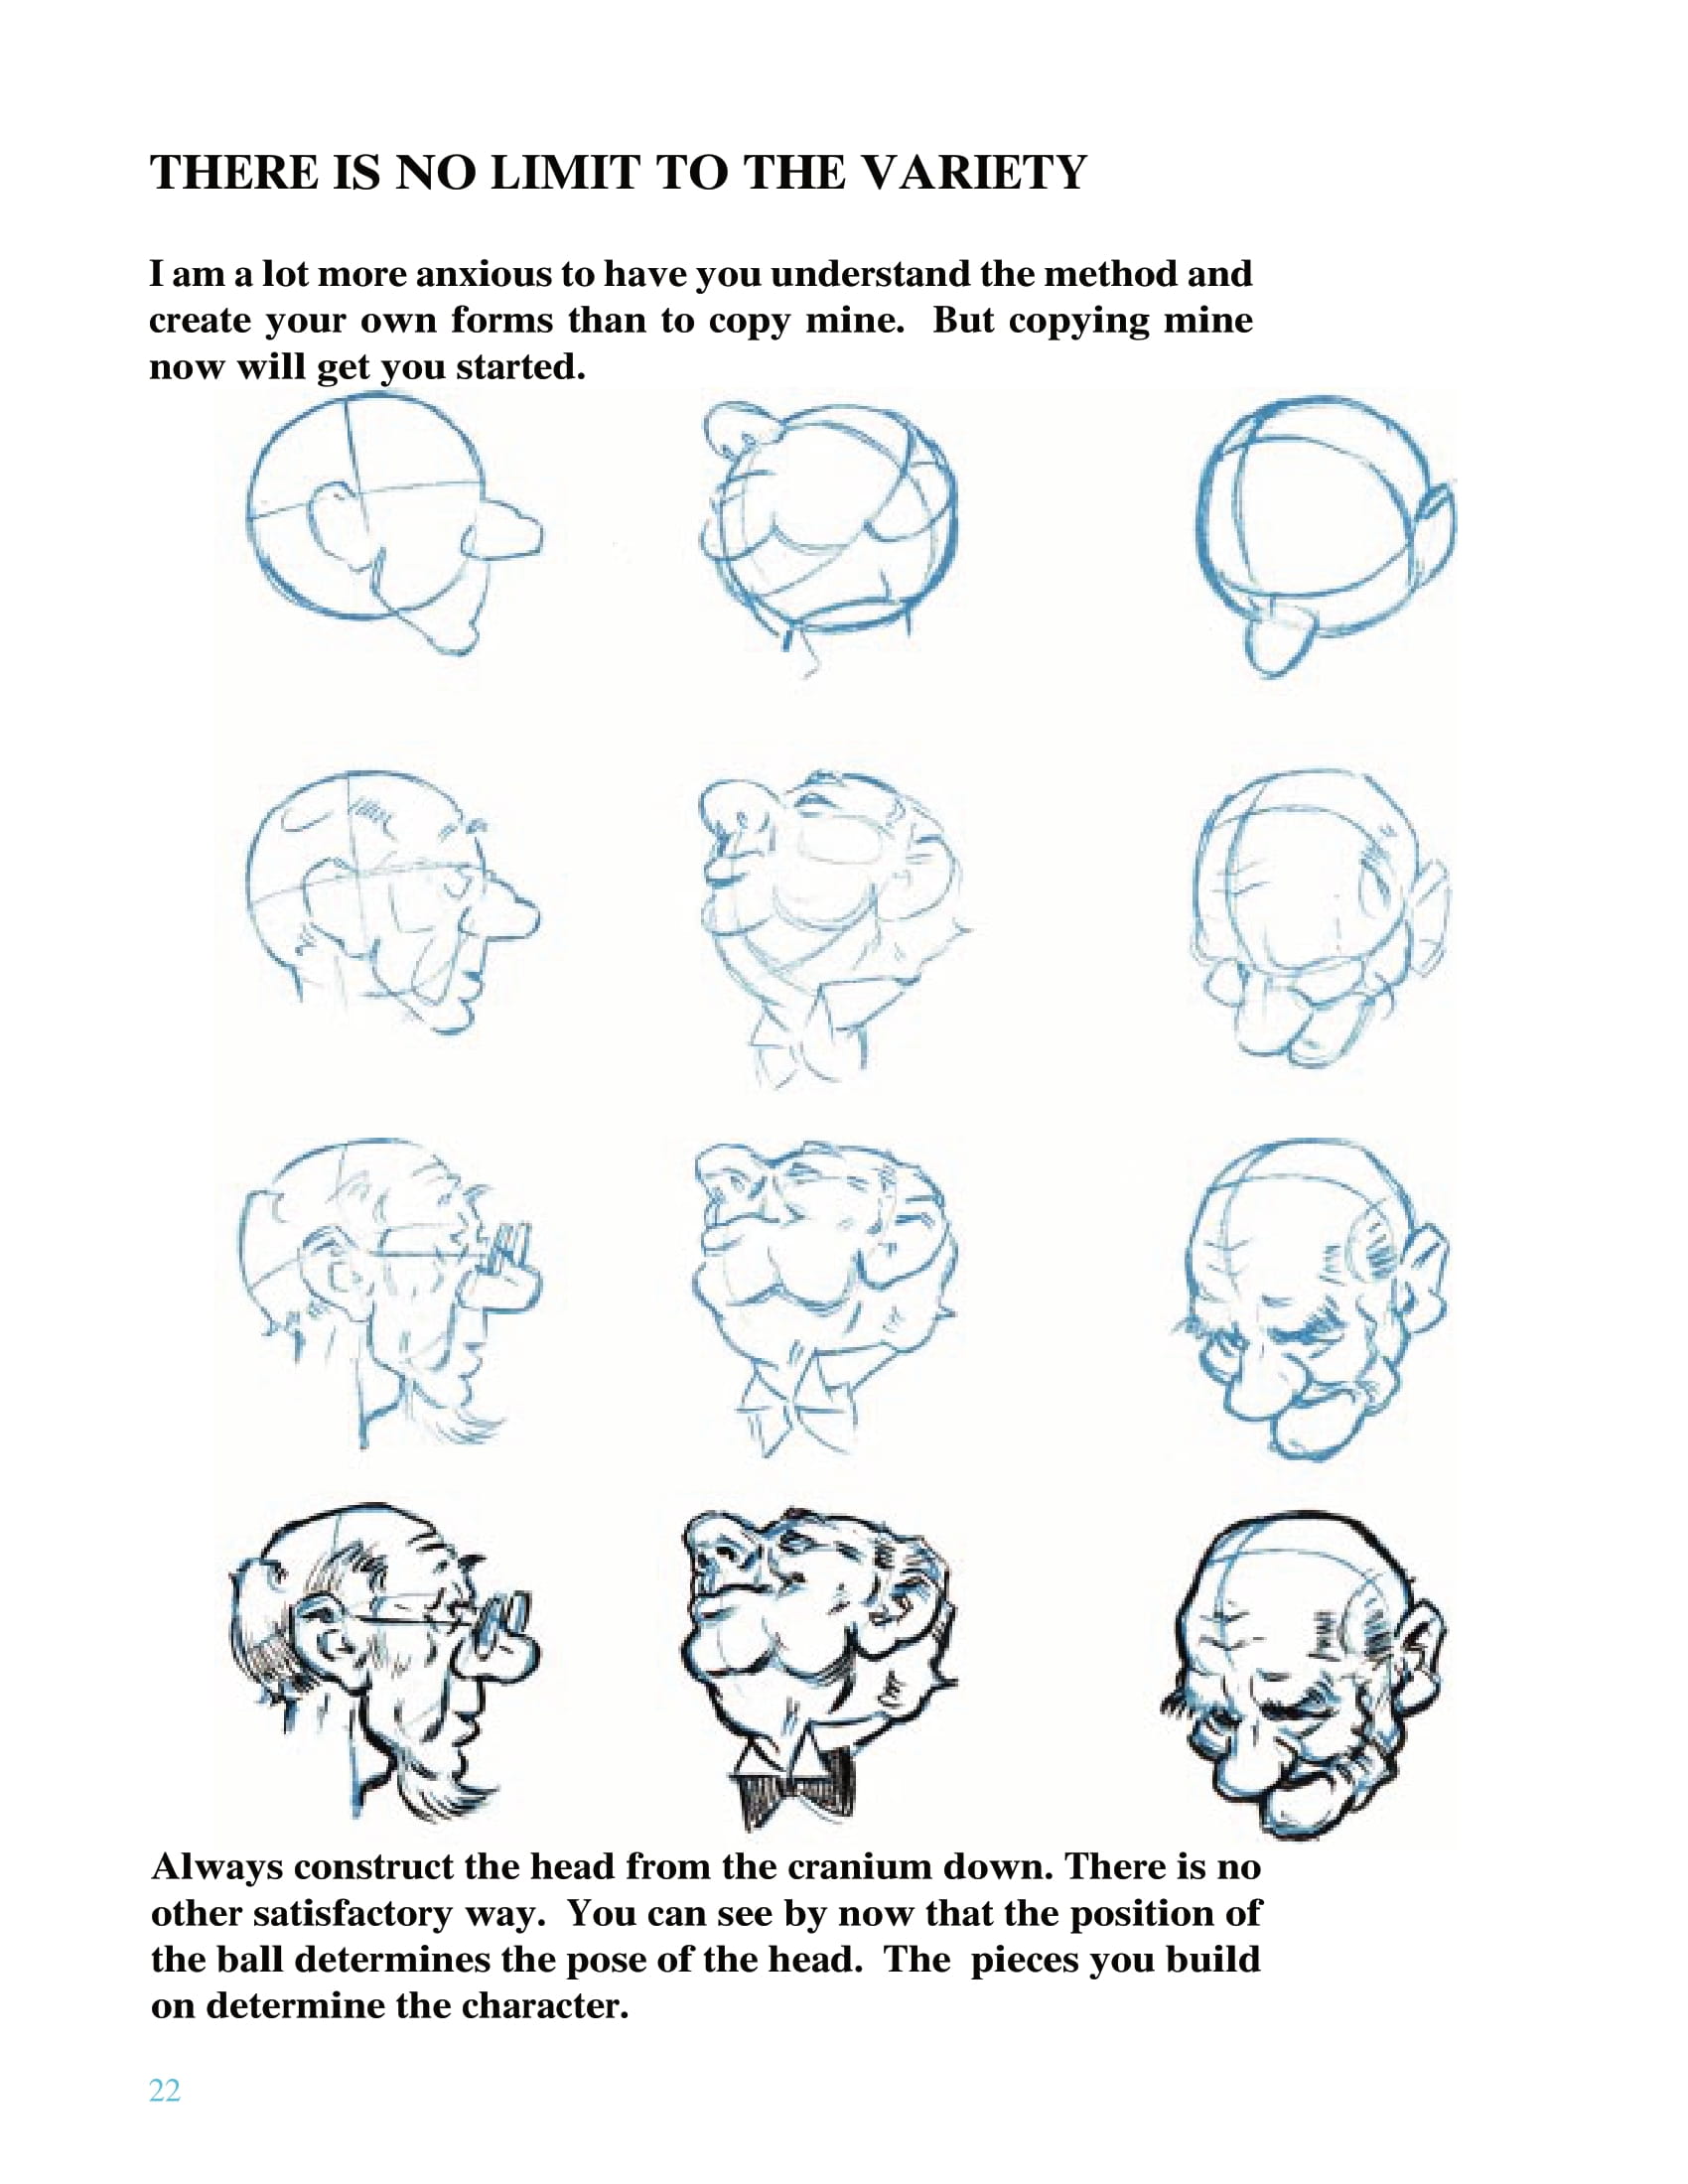 THERE IS NO LIMIT TO THE VARIETY
I am a lot more anxious to have you understand the method and
create your own forms than to copy mine.  But copying mine
now will get you started.
Always construct the head from the cranium down. There is no
other satisfactory way.  You can see by now that the position of
the ball determines the pose of the head.  The  pieces you build
on determine the character.
22